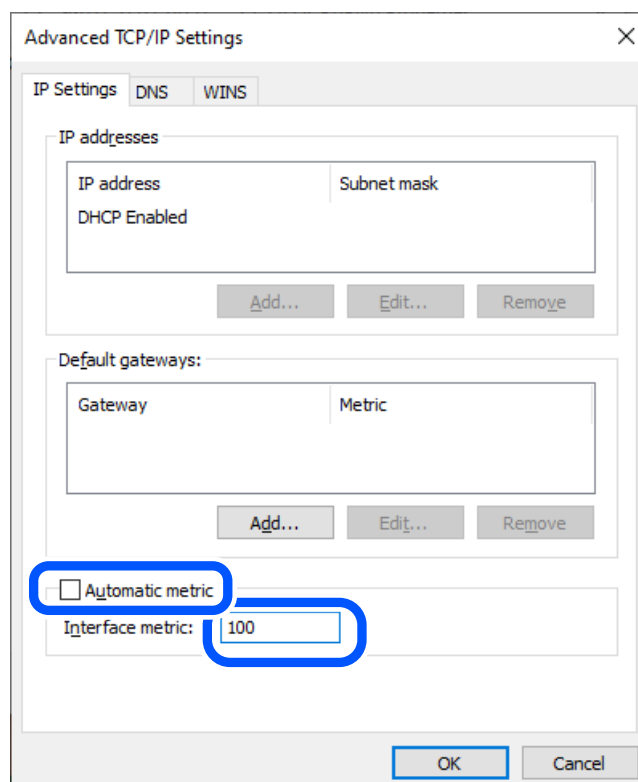 Advanced TCP/IP Settings
IP Settings DNS WINS
IP addresses
IP address Subnet mask
DHCP Enabled
Add... Edit... Remove
Default gateways:
Gateway Metric
Add... Edit... Remove
Automatic metric
Interface metric: 100
OK Cancel